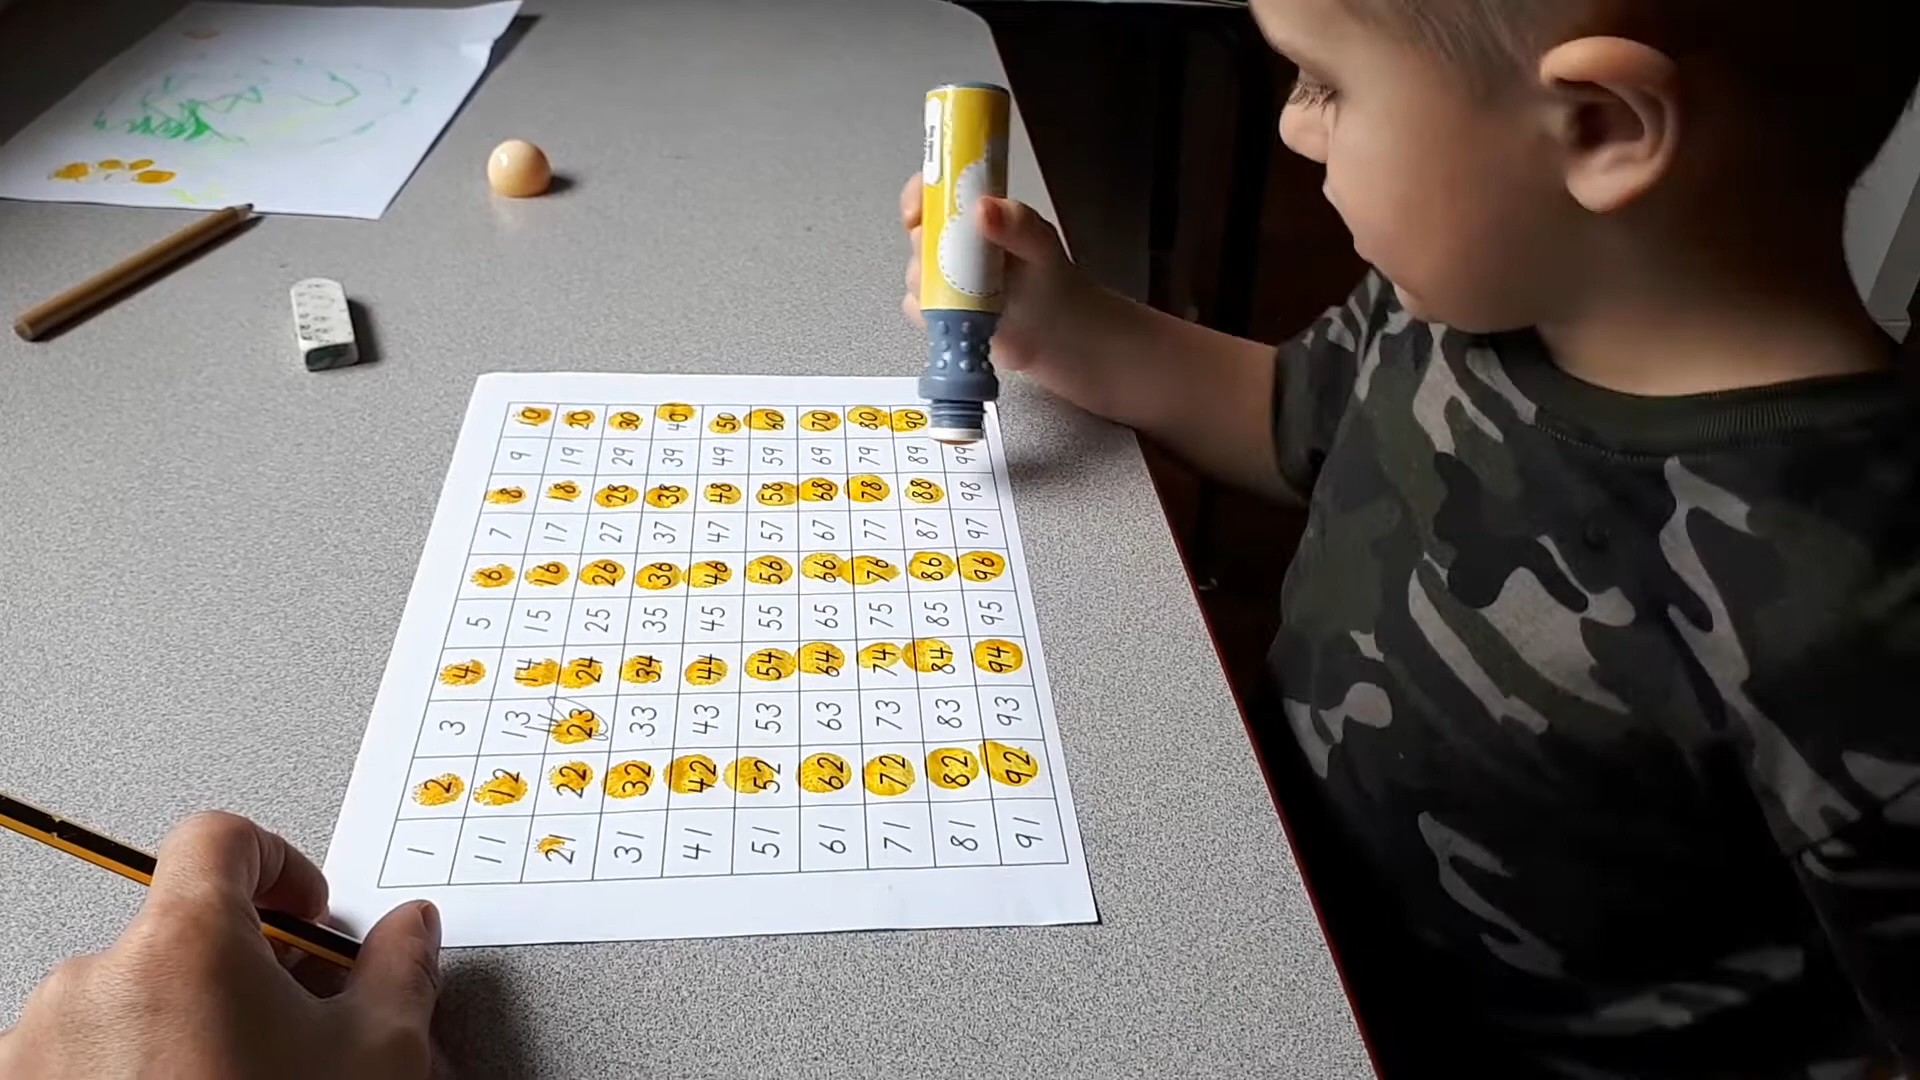 1 2 3 4 5 6 7 8 9 10
11 12 13 14 15 16 17 18 19 20
21 22 23 24 25 26 27 28 29 30
31 32 33 34 35 36 37 38 39 40
41 42 43 44 45 46 47 48 49 50
51 52 53 54 55 56 57 58 59 60
61 62 63 64 65 66 67 68 69 70
71 72 73 74 75 76 77 78 79 80
81 82 83 84 85 86 87 88 89 90
91 92 93 94 95 96 97 98 99